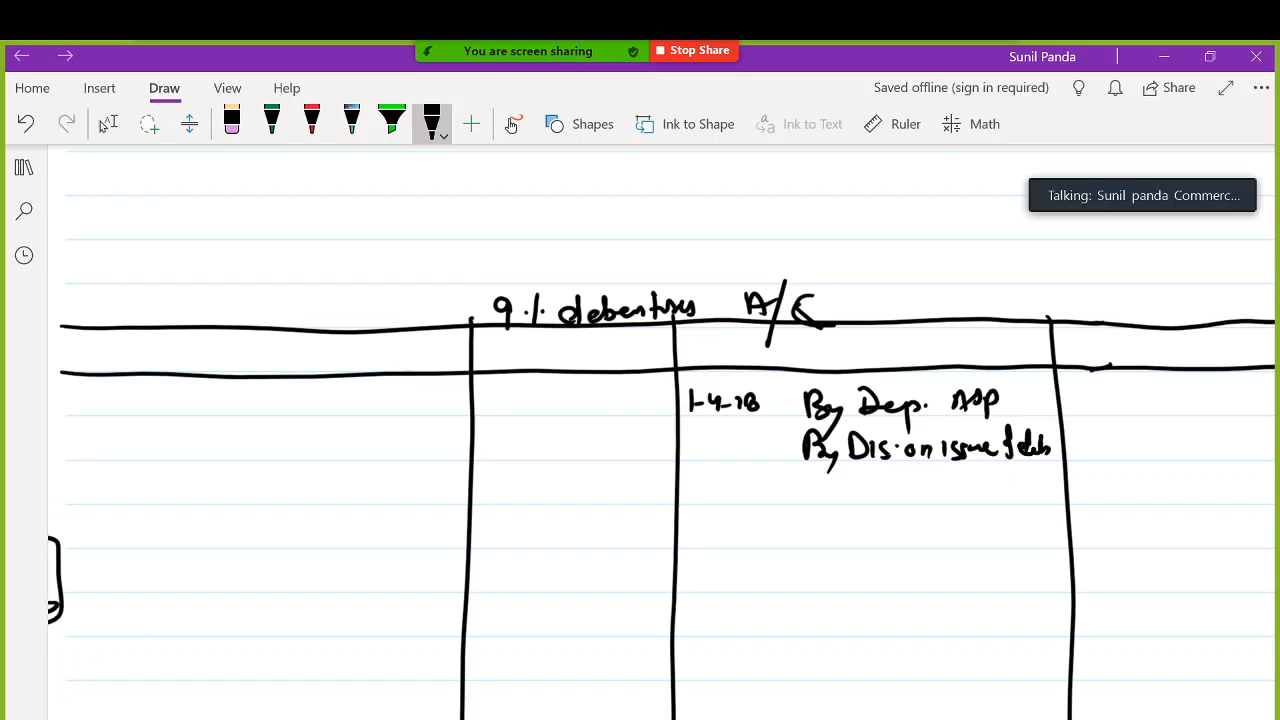 You are screen sharing Stop Share
Sunil Panda
Home Insert Draw View Help Saved offline (sign in required) Share
Shapes Ink to Shape Ink to Text Ruler Math
Talking: Sunil panda Commerc...
9 % debentures A/C
1-4-18 By Dep. App
By Dis. on issue of deb